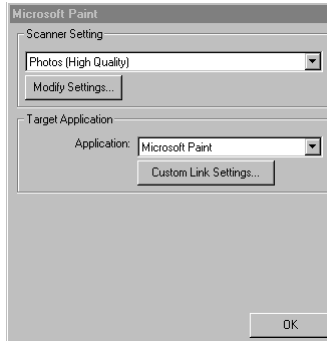 Microsoft Paint
Scanner Setting
Photos (High Quality)
Modify Settings...
Target Application
Application: Microsoft Paint
Custom Link Settings...
OK